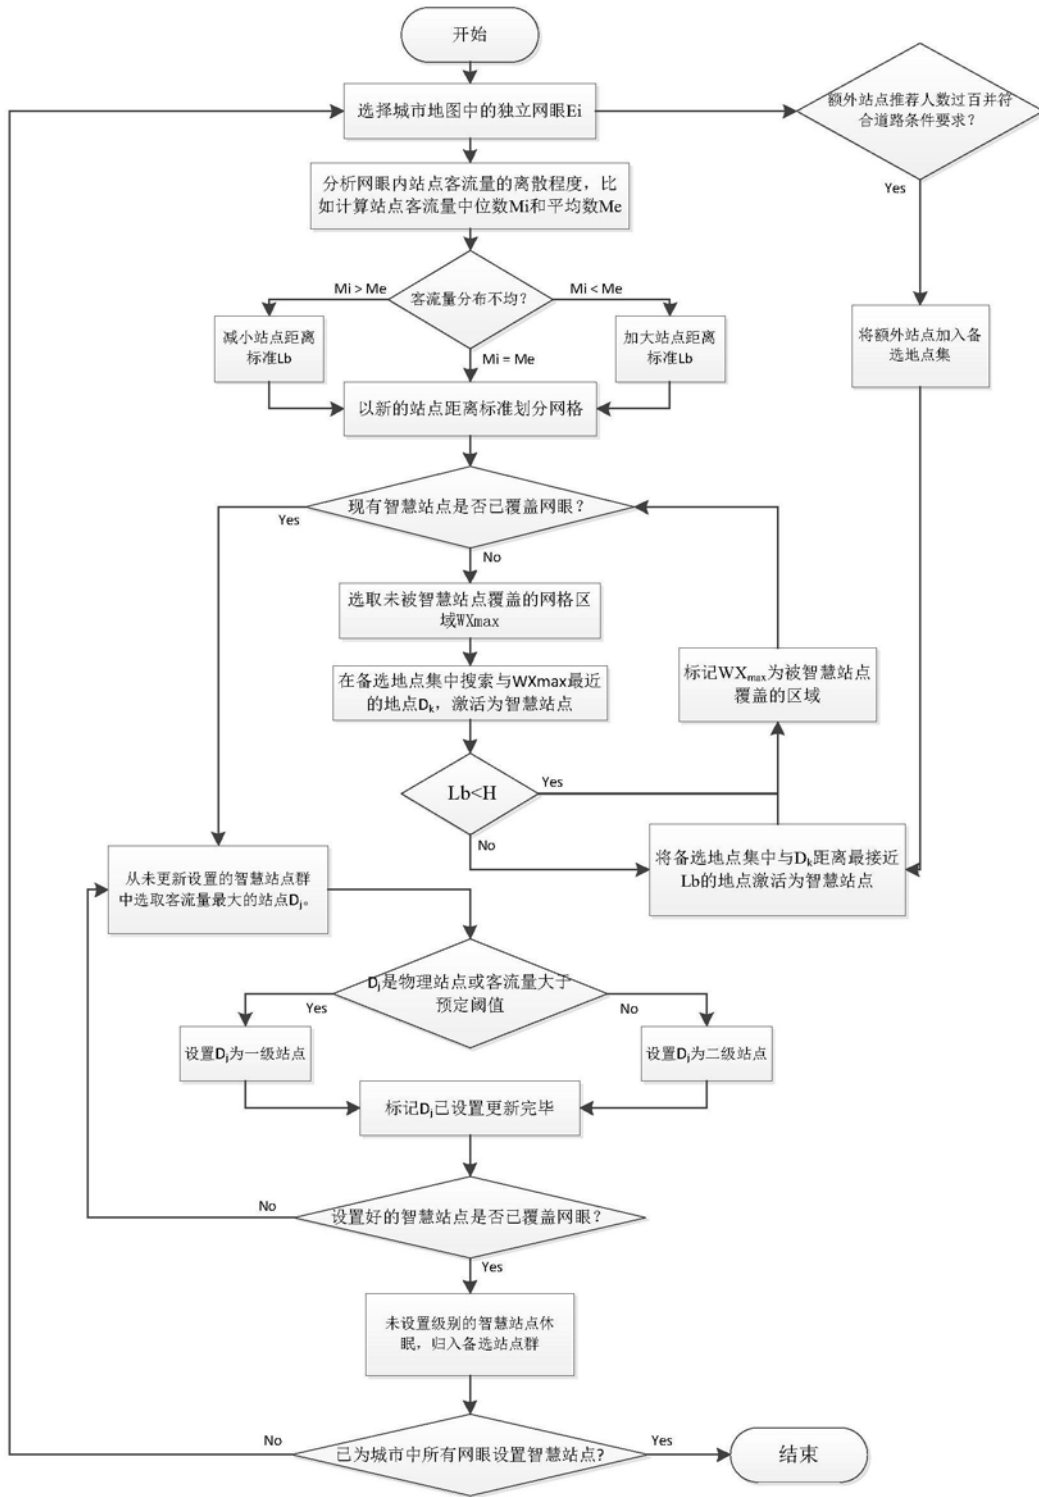 开始
选择城市地图中的独立网眼Ei
额外站点推荐人数过百并符
合道路条件要求？
Yes
分析网眼内站点客流量的离散程度，比
如计算站点客流量中位数Mi和平均数Me
客流量分布不均？
Mi > Me
Mi < Me
Mi = Me
减小站点距离
标准Lb
加大站点距离
标准Lb
将额外站点加入备
选地点集
以新的站点距离标准划分网格
现有智慧站点是否已覆盖网眼？
Yes
No
选取未被智慧站点覆盖的网格区
域WXmax
在备选地点集中搜索与WXmax最近
的地点Dk，激活为智慧站点
标记WXmax为被智慧站点
覆盖的区域
Lb<H
Yes
No
将备选地点集中与Dk距离最接近
Lb的地点激活为智慧站点
从未更新设置的智慧站点群
中选取客流量最大的站点Dj。
Dj是物理站点或客流量大于
预定阈值
Yes
No
设置Dj为一级站点
设置Dj为二级站点
标记Dj已设置更新完毕
设置好的智慧站点是否已覆盖网眼？
No
Yes
未设置级别的智慧站点休
眠，归入备选站点群
已为城市中所有网眼设置智慧站点?
No
Yes
结束